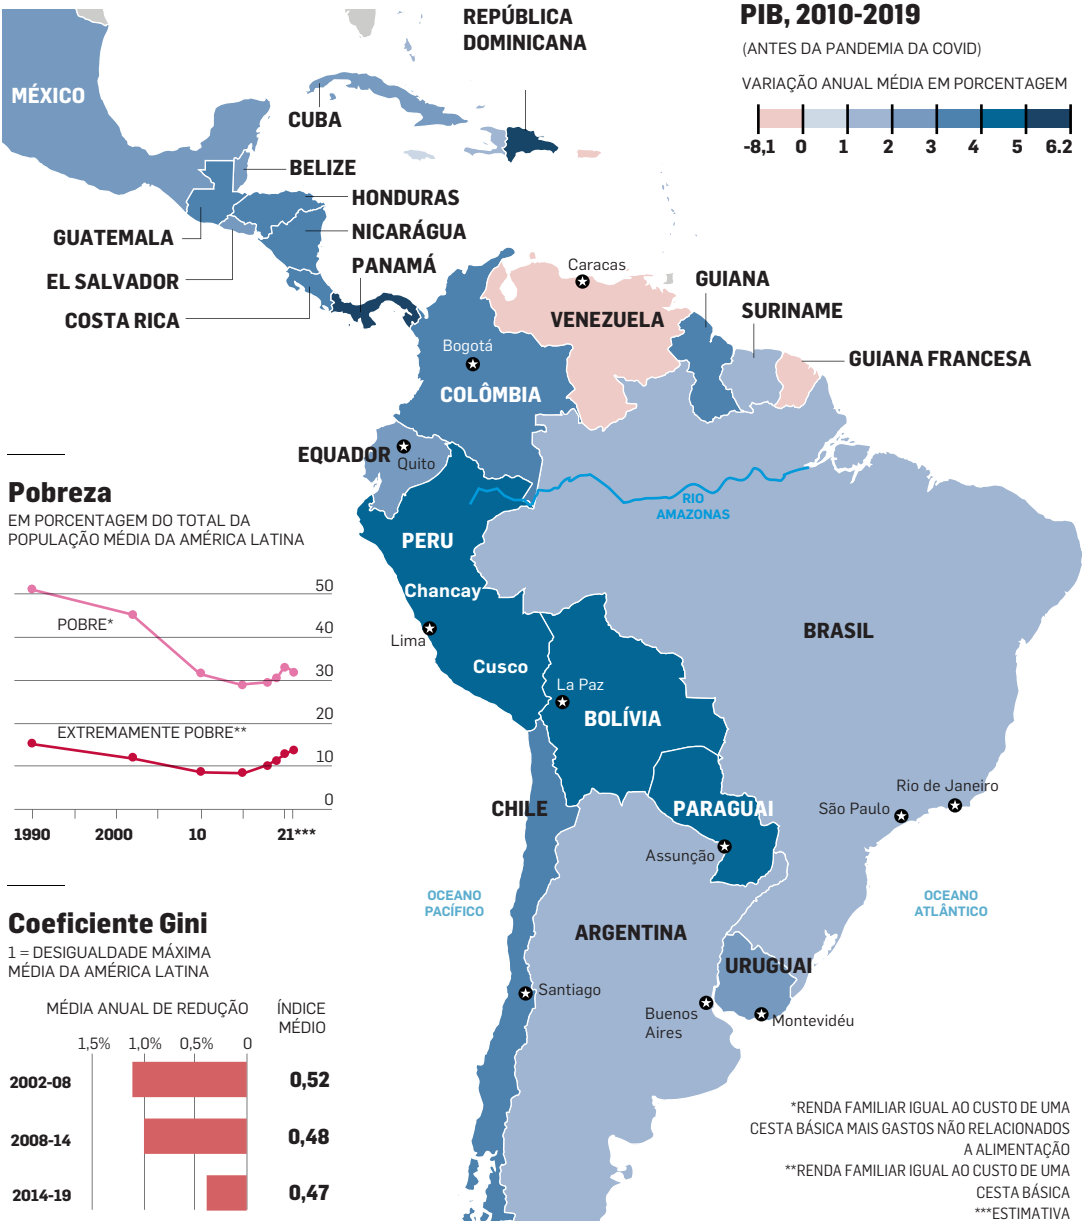 PIB, 2010-2019
(ANTES DA PANDEMIA DA COVID)
VARIAÇÃO ANUAL MÉDIA EM PORCENTAGEM
-8,1 0 1 2 3 4 5 6.2
REPÚBLICA
DOMINICANA
MÉXICO
CUBA
BELIZE
HONDURAS
GUATEMALA
NICARÁGUA
EL SALVADOR
PANAMÁ
COSTA RICA
Caracas
VENEZUELA
GUIANA
SURINAME
GUIANA FRANCESA
Bogotá
COLÔMBIA
EQUADOR
Quito
RIO
AMAZONAS
PERU
Chancay
Lima
Cusco
BRASIL
La Paz
BOLÍVIA
CHILE
PARAGUAI
Assunção
Rio de Janeiro
São Paulo
OCEANO
PACÍFICO
OCEANO
ATLÂNTICO
ARGENTINA
URUGUAI
Santiago
Buenos
Aires
Montevidéu
Pobreza
EM PORCENTAGEM DO TOTAL DA
POPULAÇÃO MÉDIA DA AMÉRICA LATINA
50
POBRE*
40
30
20
EXTREMAMENTE POBRE**
10
0
1990 2000 10 21***
Coeficiente Gini
1 = DESIGUALDADE MÁXIMA
MÉDIA DA AMÉRICA LATINA
MÉDIA ANUAL DE REDUÇÃO
ÍNDICE
MÉDIO
1,5% 1,0% 0,5% 0
2002-08 0,52
2008-14 0,48
2014-19 0,47
*RENDA FAMILIAR IGUAL AO CUSTO DE UMA
CESTA BÁSICA MAIS GASTOS NÃO RELACIONADOS
A ALIMENTAÇÃO
**RENDA FAMILIAR IGUAL AO CUSTO DE UMA
CESTA BÁSICA
***ESTIMATIVA